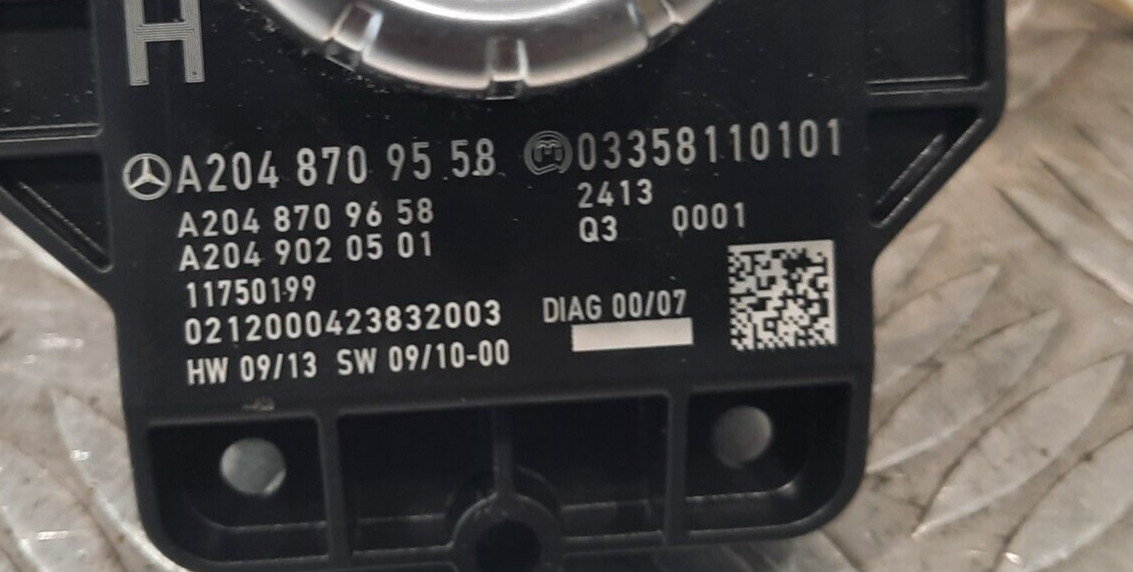 H
A204 870 95 58 03358110101
A204 870 96 58 2413
A204 902 05 01 Q3 0001
11750199
0212000423832003 DIAG 00/07
HW 09/13 SW 09/10-00